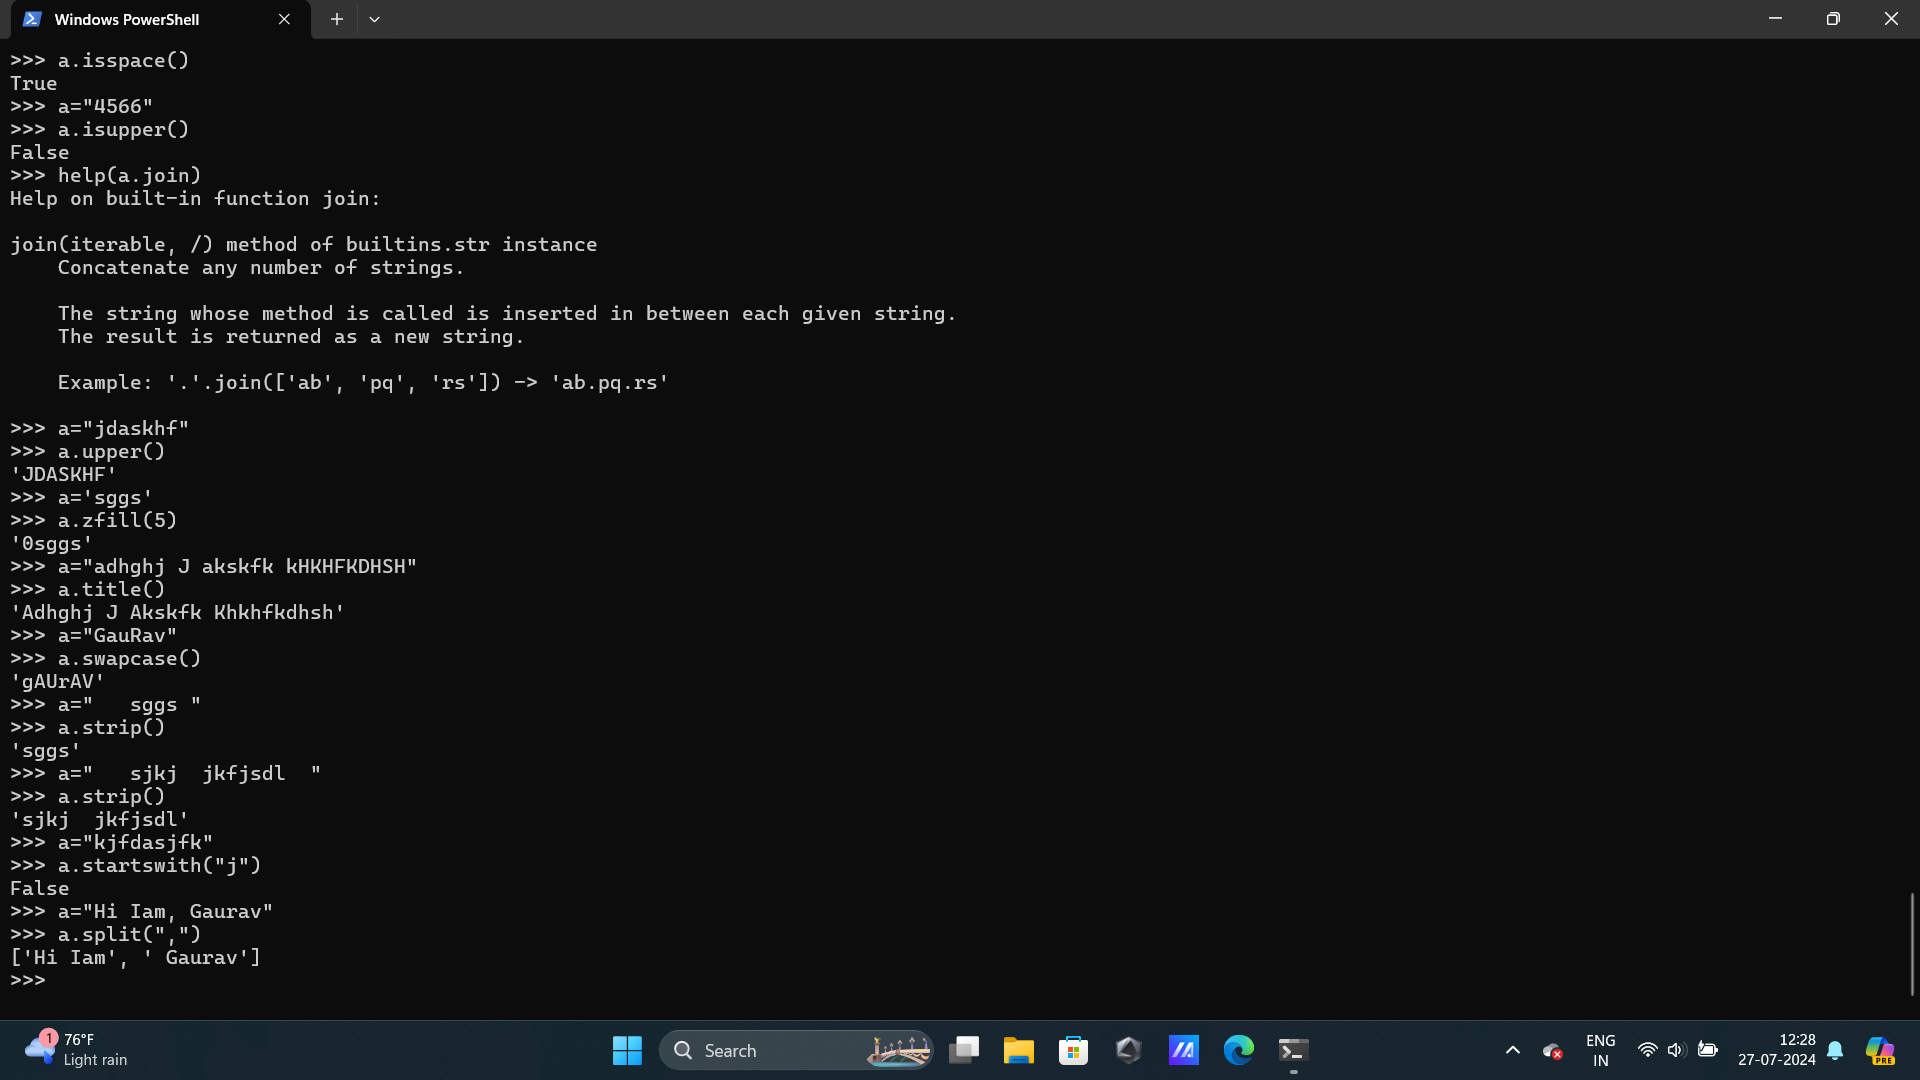 Windows PowerShell
>>> a.isspace()
True
>>> a="4566"
>>> a.isupper()
False
>>> help(a.join)
Help on built-in function join:

join(iterable, /) method of builtins.str instance
    Concatenate any number of strings.

    The string whose method is called is inserted in between each given string.
    The result is returned as a new string.

    Example: '.'.join(['ab', 'pq', 'rs']) -> 'ab.pq.rs'

>>> a="jdaskhf"
>>> a.upper()
'JDASKHF'
>>> a='sggs'
>>> a.zfill(5)
'0sggs'
>>> a="adhghj J akskfk kHKHFKDHSH"
>>> a.title()
'Adhghj J Akskfk Khkhfkdhsh'
>>> a="GauRav"
>>> a.swapcase()
'gAUrAV'
>>> a="   sggs "
>>> a.strip()
'sggs'
>>> a="   sjkj  jkfjsdl  "
>>> a.strip()
'sjkj  jkfjsdl'
>>> a="kjfdasjfk"
>>> a.startswith("j")
False
>>> a="Hi Iam, Gaurav"
>>> a.split(",")
['Hi Iam', ' Gaurav']
>>>
1
76°F
Light rain
Search
ENG
IN
12:28
27-07-2024
PRE